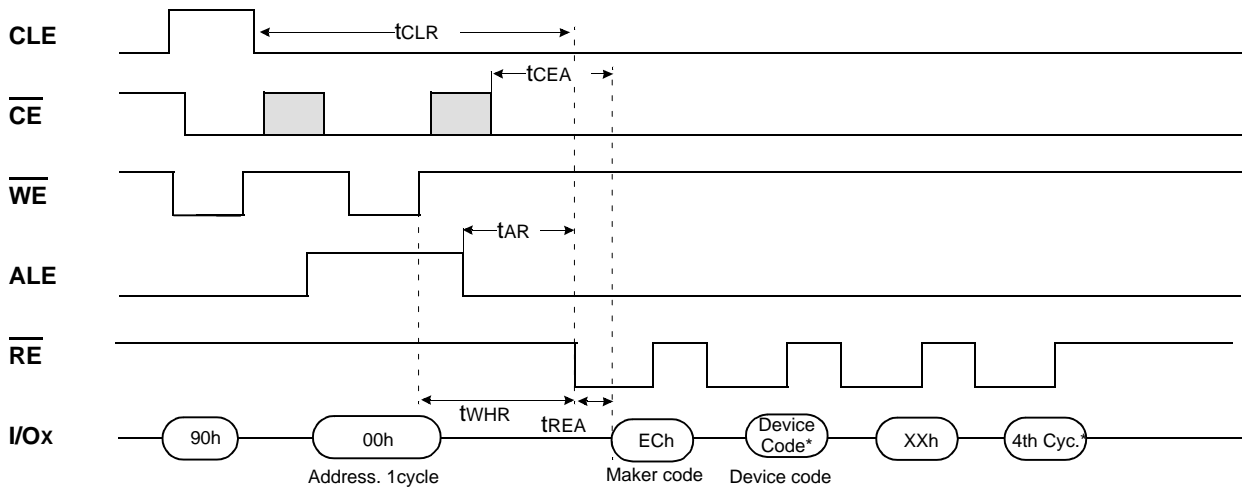 CLE
tCLR
tCEA
CE
WE
tAR
ALE
RE
tWHR
tREA
I/Ox
90h
00h
ECh
Device
Code*
XXh
4th Cyc.*
Address. 1cycle
Maker code
Device code